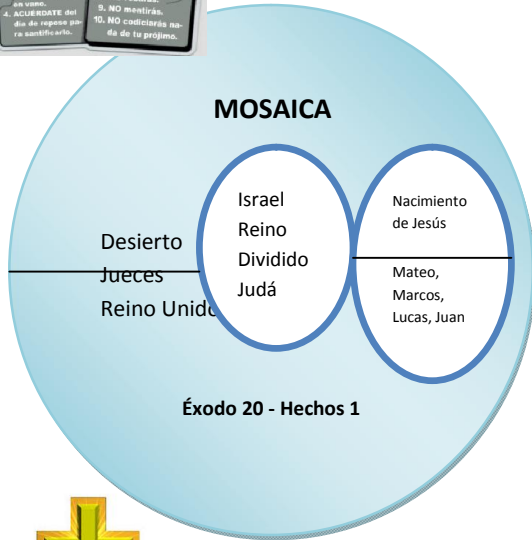 en vano.
4. ACUÉRDATE del
día de reposo pa-
ra santificarlo.
9. NO mentirás.
10. NO codiciarás na-
da de tu prójimo.
MOSAICA
Desierto
Jueces
Reino Unido
Israel
Reino
Dividido
Judá
Nacimiento
de Jesús
Mateo,
Marcos,
Lucas, Juan
Éxodo 20 - Hechos 1